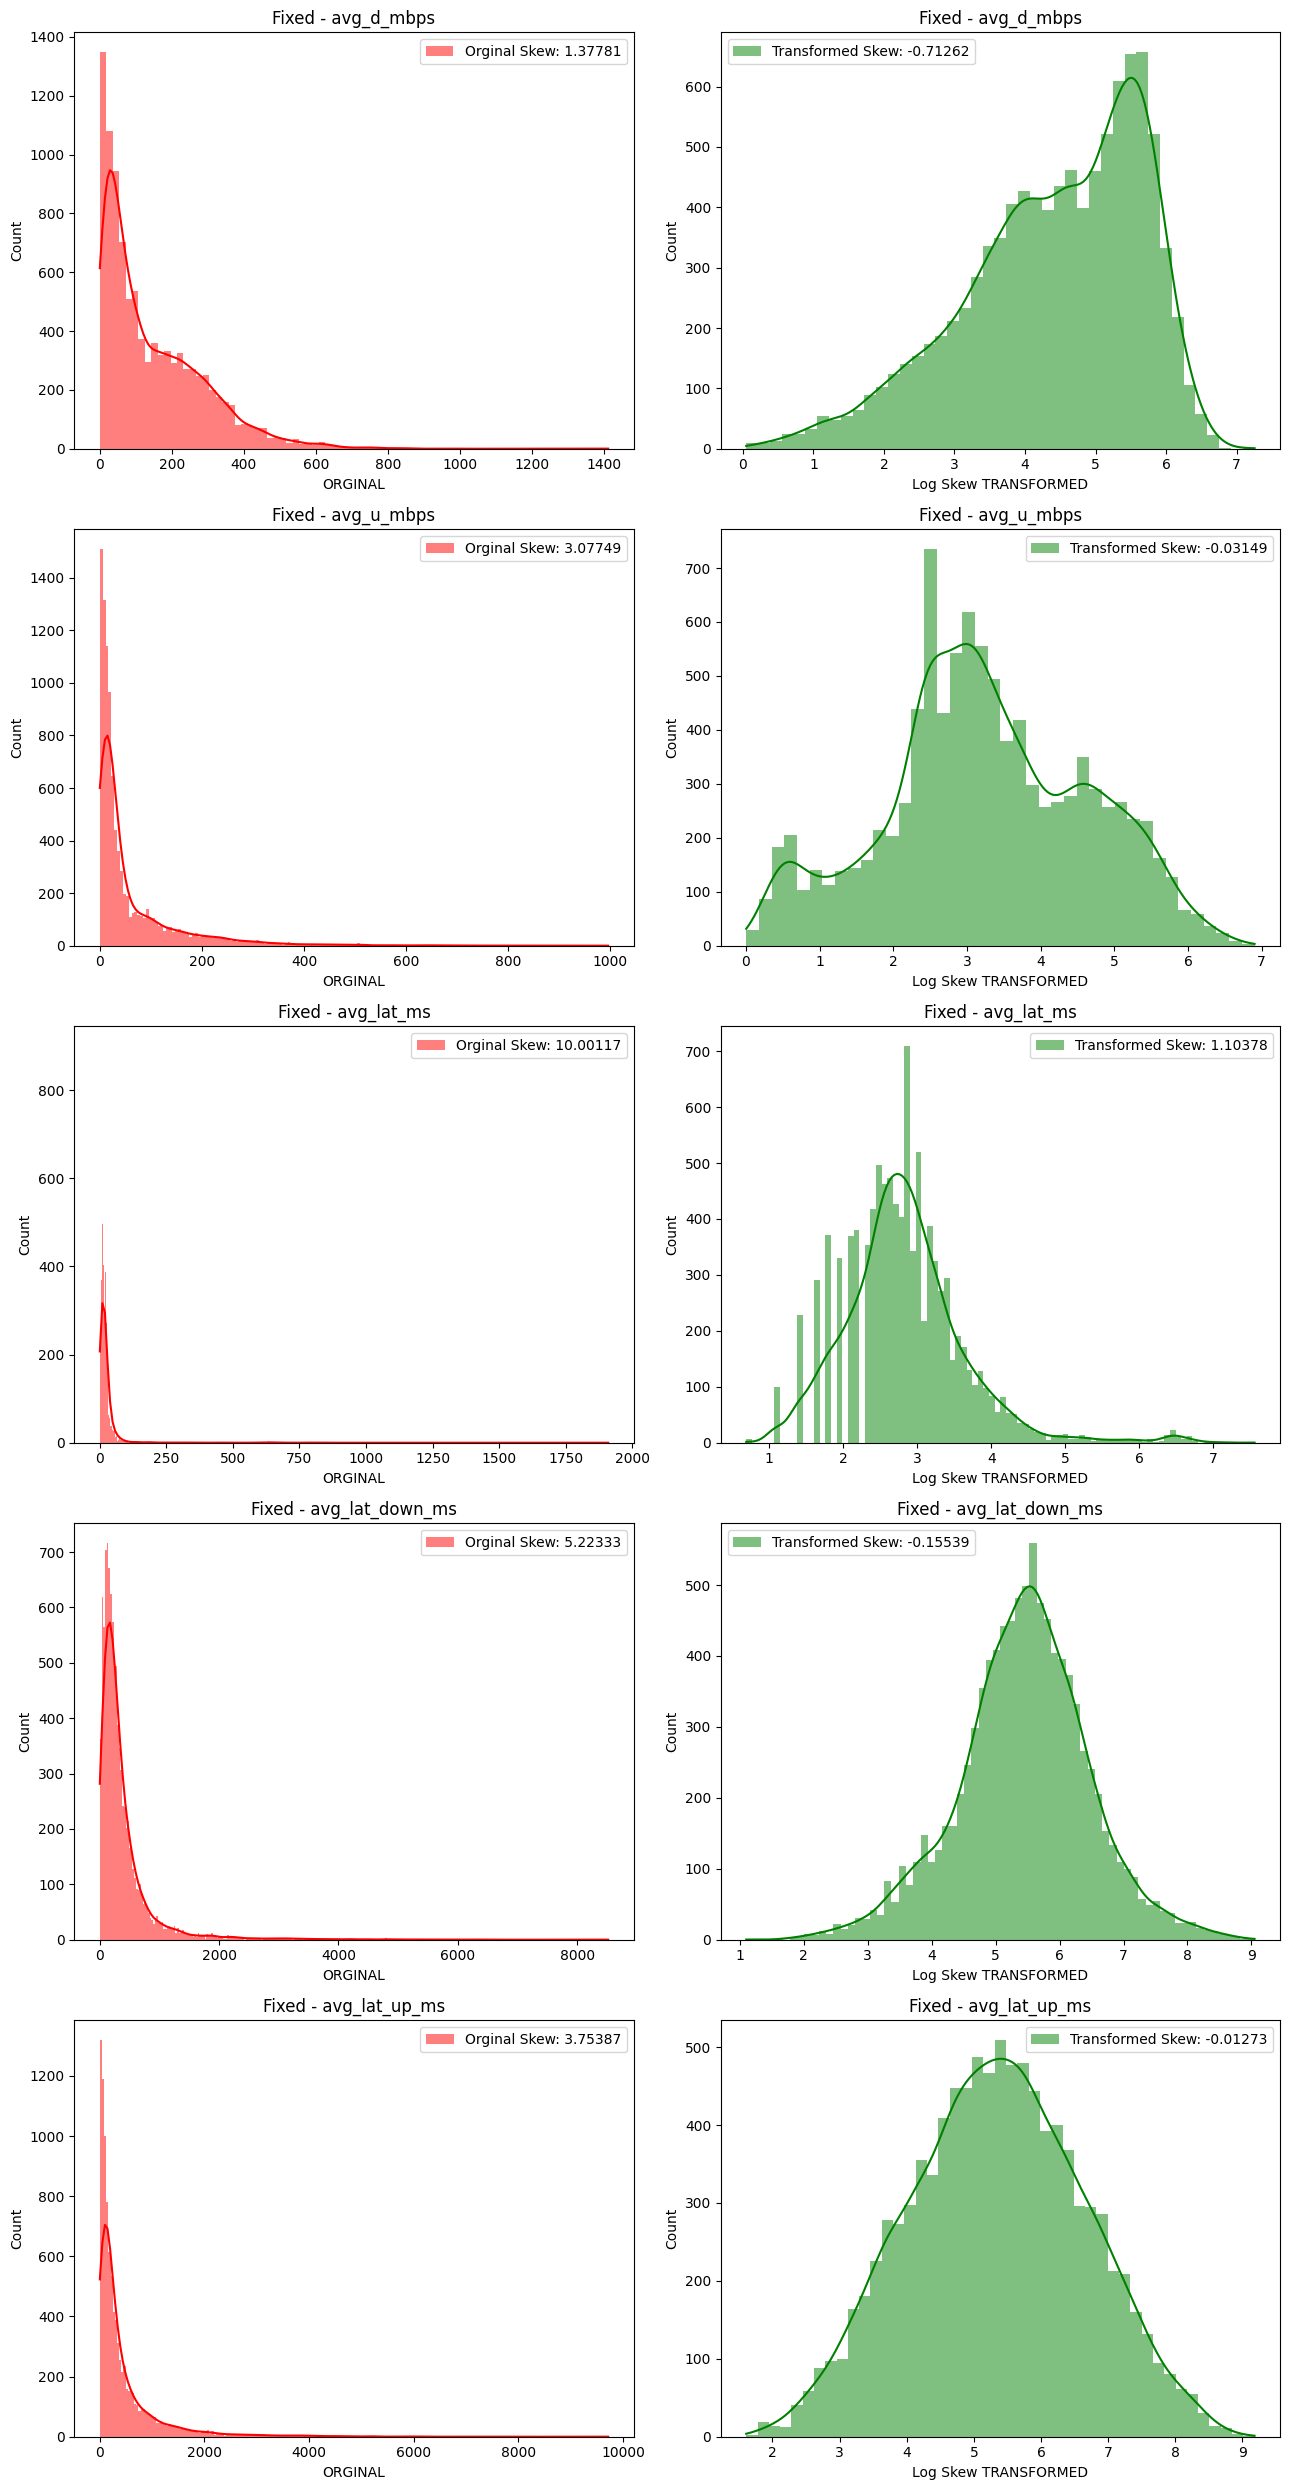 Fixed - avg_d_mbps
Orginal Skew: 1.37781
Count
1400
1200
1000
800
600
400
200
0
0 200 400 600 800 1000 1200 1400
ORGINAL
Fixed - avg_d_mbps
Transformed Skew: -0.71262
Count
600
500
400
300
200
100
0
0 1 2 3 4 5 6 7
Log Skew TRANSFORMED
Fixed - avg_u_mbps
Orginal Skew: 3.07749
Count
1400
1200
1000
800
600
400
200
0
0 200 400 600 800 1000
ORGINAL
Fixed - avg_u_mbps
Transformed Skew: -0.03149
Count
700
600
500
400
300
200
100
0
0 1 2 3 4 5 6 7
Log Skew TRANSFORMED
Fixed - avg_lat_ms
Orginal Skew: 10.00117
Count
800
600
400
200
0
0 250 500 750 1000 1250 1500 1750 2000
ORGINAL
Fixed - avg_lat_ms
Transformed Skew: 1.10378
Count
700
600
500
400
300
200
100
0
1 2 3 4 5 6 7
Log Skew TRANSFORMED
Fixed - avg_lat_down_ms
Orginal Skew: 5.22333
Count
700
600
500
400
300
200
100
0
0 2000 4000 6000 8000
ORGINAL
Fixed - avg_lat_down_ms
Transformed Skew: -0.15539
Count
500
400
300
200
100
0
1 2 3 4 5 6 7 8 9
Log Skew TRANSFORMED
Fixed - avg_lat_up_ms
Orginal Skew: 3.75387
Count
1200
1000
800
600
400
200
0
0 2000 4000 6000 8000 10000
ORGINAL
Fixed - avg_lat_up_ms
Transformed Skew: -0.01273
Count
500
400
300
200
100
0
2 3 4 5 6 7 8 9
Log Skew TRANSFORMED